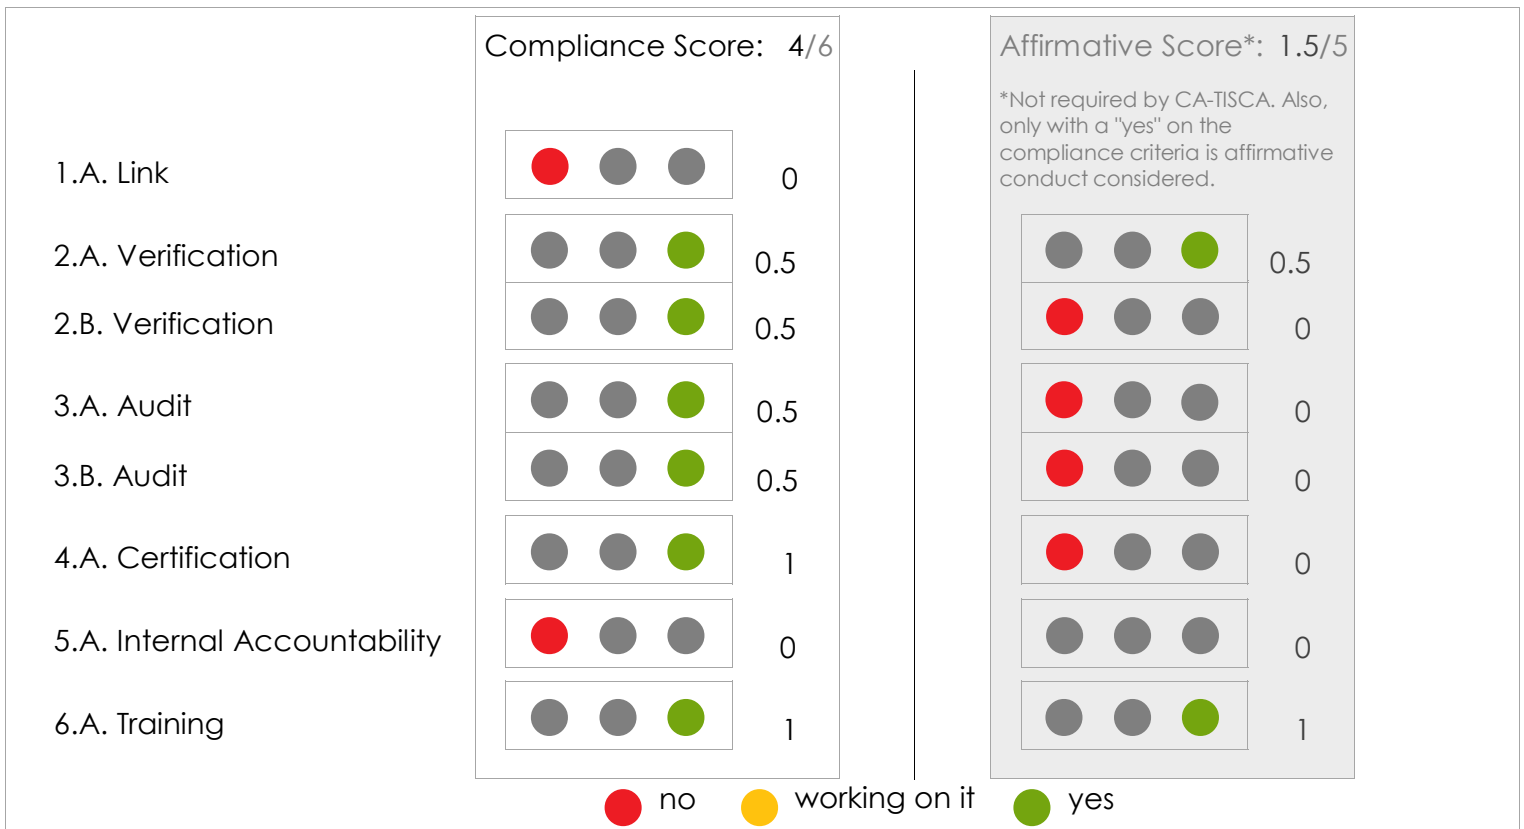 Compliance Score: 4/6
Affirmative Score*: 1.5/5
*Not required by CA-TISCA. Also,
only with a "yes" on the
compliance criteria is affirmative
conduct considered.
1.A. Link 0
2.A. Verification 0.5 0.5
2.B. Verification 0.5 0
3.A. Audit 0.5 0
3.B. Audit 0.5 0
4.A. Certification 1 0
5.A. Internal Accountability 0 0
6.A. Training 1 1
no working on it yes